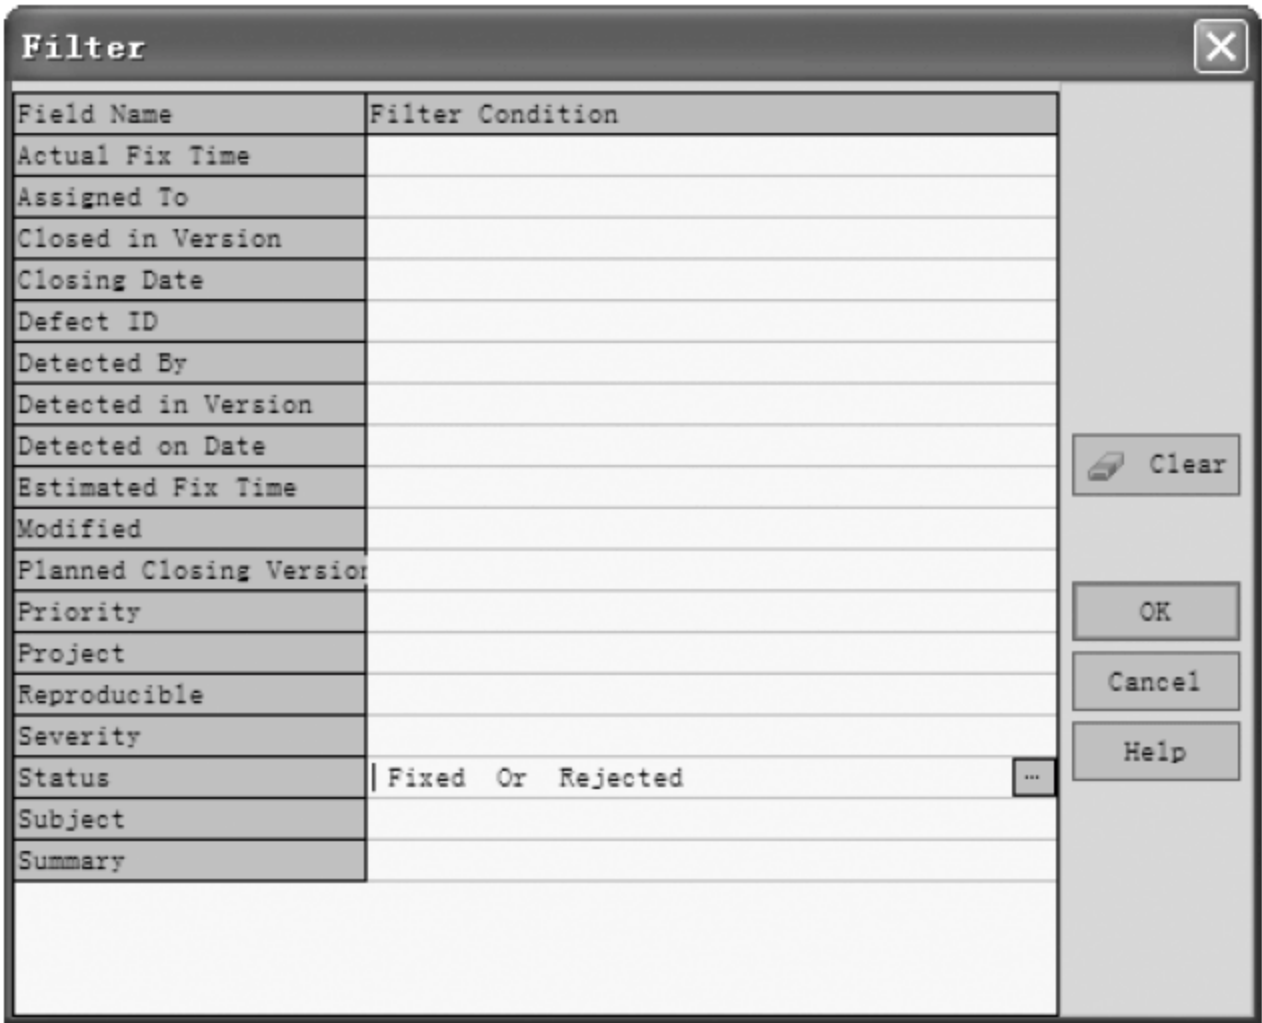 Filter
Field Name Filter Condition
Actual Fix Time
Assigned To
Closed in Version
Closing Date
Defect ID
Detected By
Detected in Version
Detected on Date
Estimated Fix Time
Modified
Planned Closing Version
Priority
Project
Reproducible
Severity
Status Fixed Or Rejected ...
Subject
Summary
Clear
OK
Cancel
Help